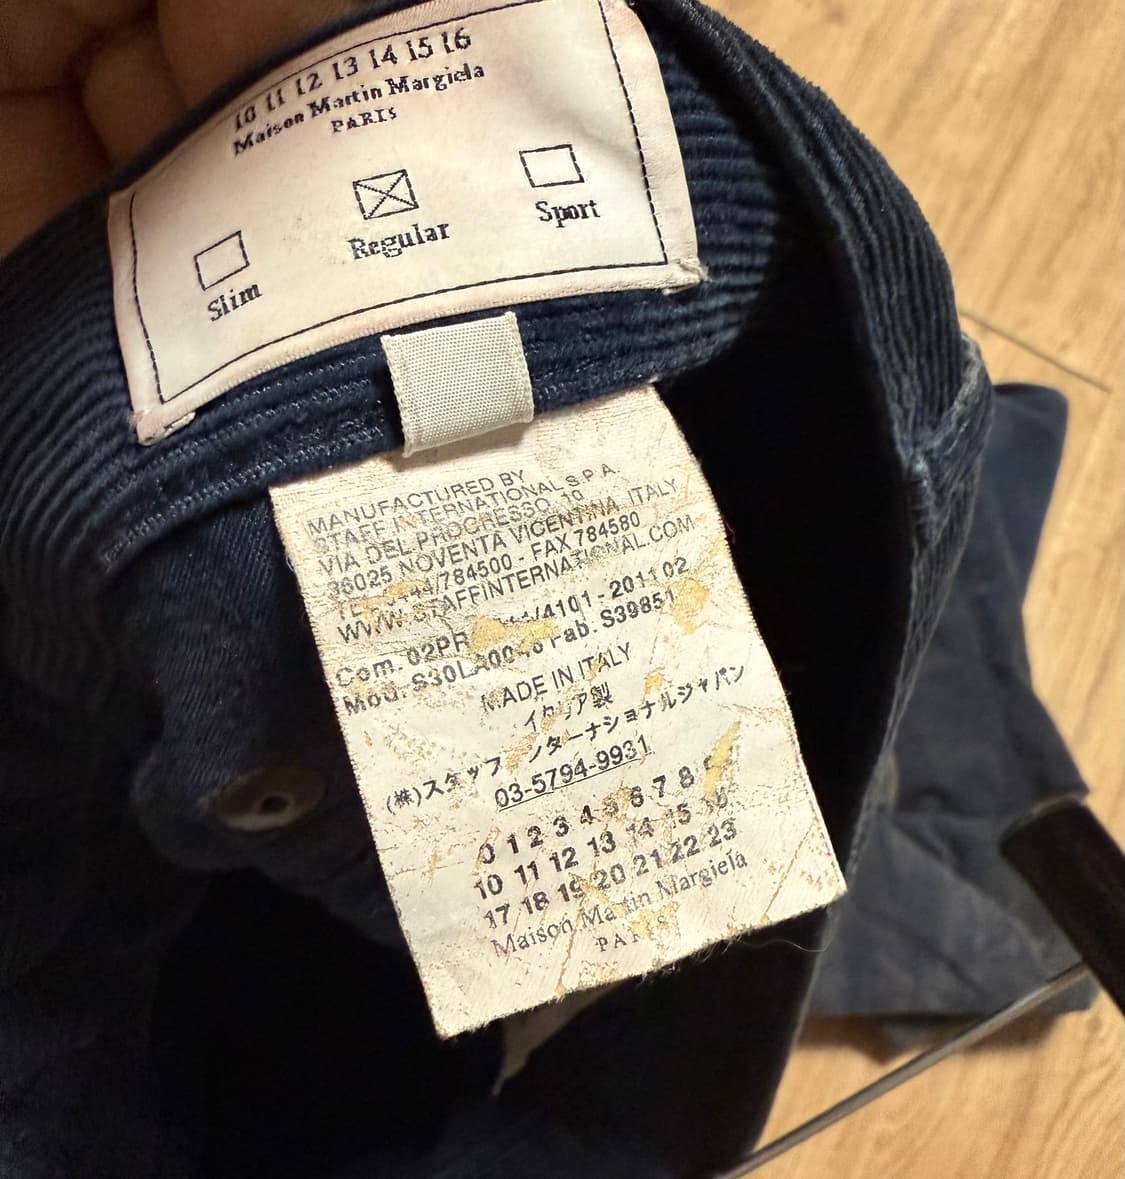 10 11 12 13 14 15 16
Maison Martin Margiela
PARIS
Slim
Regular
Sport
MANUFACTURED BY
STAFF INTERNATIONAL S.P.A.
VIA DEL PROGRESSO, 10
36025 NOVENTA VICENTINA ITALY
/784500 - FAX 784580
WWW.STAFFINTERNATIONAL.COM
Com. 02PR /4101 - 201102
Mod. Fab. S39851
MADE IN ITALY
イタリア製
(株)スタッフ ンターナショナルジャパン
03-5794-9931
0 1 2 3 4 5 6 7 8
10 11 12 13 14 15 16
17 18 19 20 21 22 23
Maison Martin Margiela
PARIS